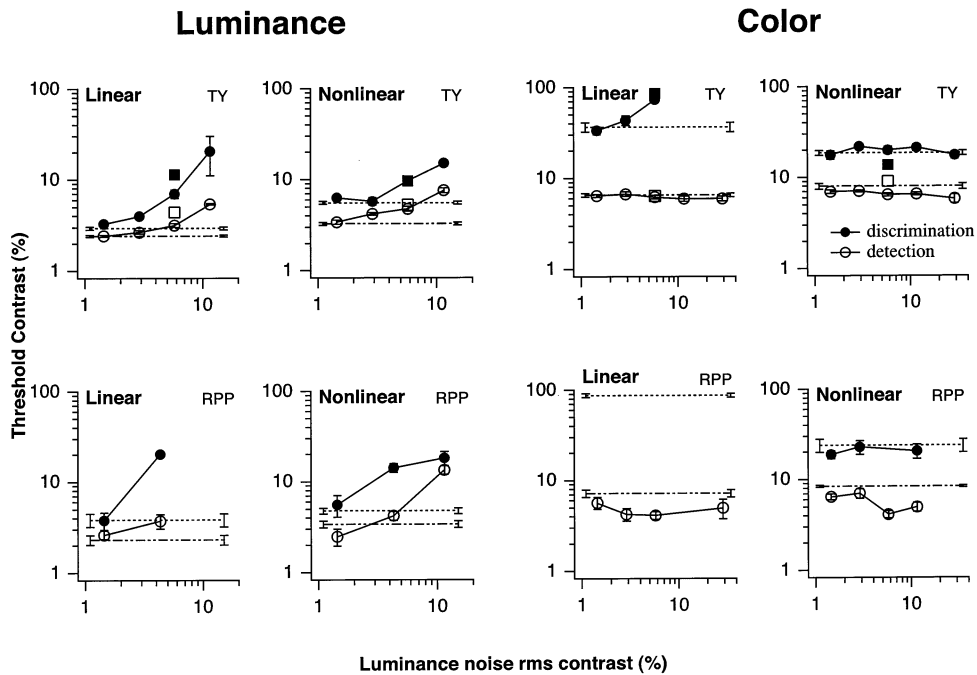 Luminance Color
Linear TY Nonlinear TY Linear TY Nonlinear TY
100 100 100 100
10 10 10 10
1 1 1 1
discrimination
detection
1 10 1 10 1 10 1 10
Threshold Contrast (%)
Linear RPP Nonlinear RPP Linear RPP Nonlinear RPP
100 100 100 100
10 10 10 10
1 1 1 1
1 10 1 10 1 10 1 10
Luminance noise rms contrast (%)